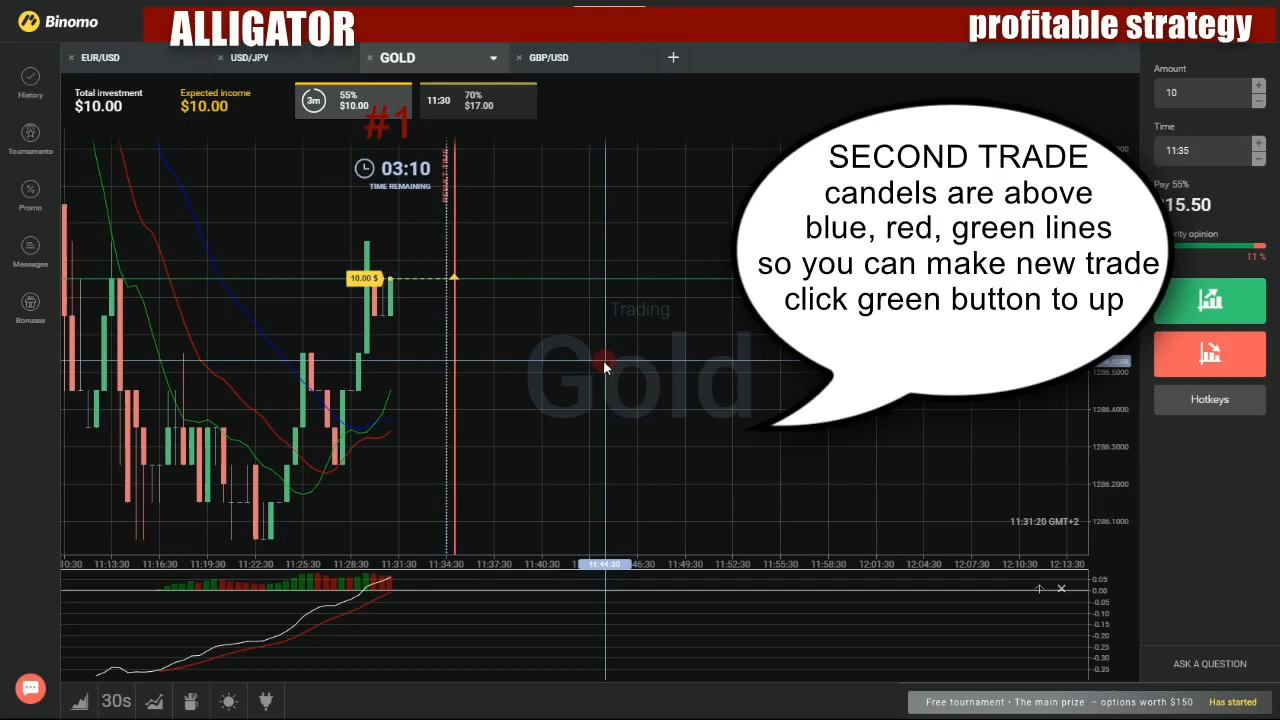 Binomo
ALLIGATOR
profitable strategy
× EUR/USD
× USD/JPY
× GOLD
× GBP/USD
+
Total investment
$10.00
Expected income
$10.00
3m
55%
$10.00
11:30
70%
$17.00
#1
03:10
TIME REMAINING
RESULT TIME
10.00 $
Trading
Gold
SECOND TRADE
candels are above
blue, red, green lines
so you can make new trade
click green button to up
History
Tournaments
Promo
Messages
Bonuses
Amount
10
Time
11:35
Pay 55%
15.50
rity opinion
11 %
Hotkeys
ASK A QUESTION
1286.5000
1286.4000
1286.3000
1286.2000
1286.1000
11:31:20 GMT+2
10:30 11:13:30 11:16:30 11:19:30 11:22:30 11:25:30 11:28:30 11:31:30 11:34:30 11:37:30 11:40:30 11:44:30 46:30 11:49:30 11:52:30 11:55:30 11:58:30 12:01:30 12:04:30 12:07:30 12:10:30 12:13:30
0.05
0.00
-0.05
-0.10
-0.15
-0.20
-0.25
-0.30
-0.35
30s
Free tournament • The main prize – options worth $150 Has started